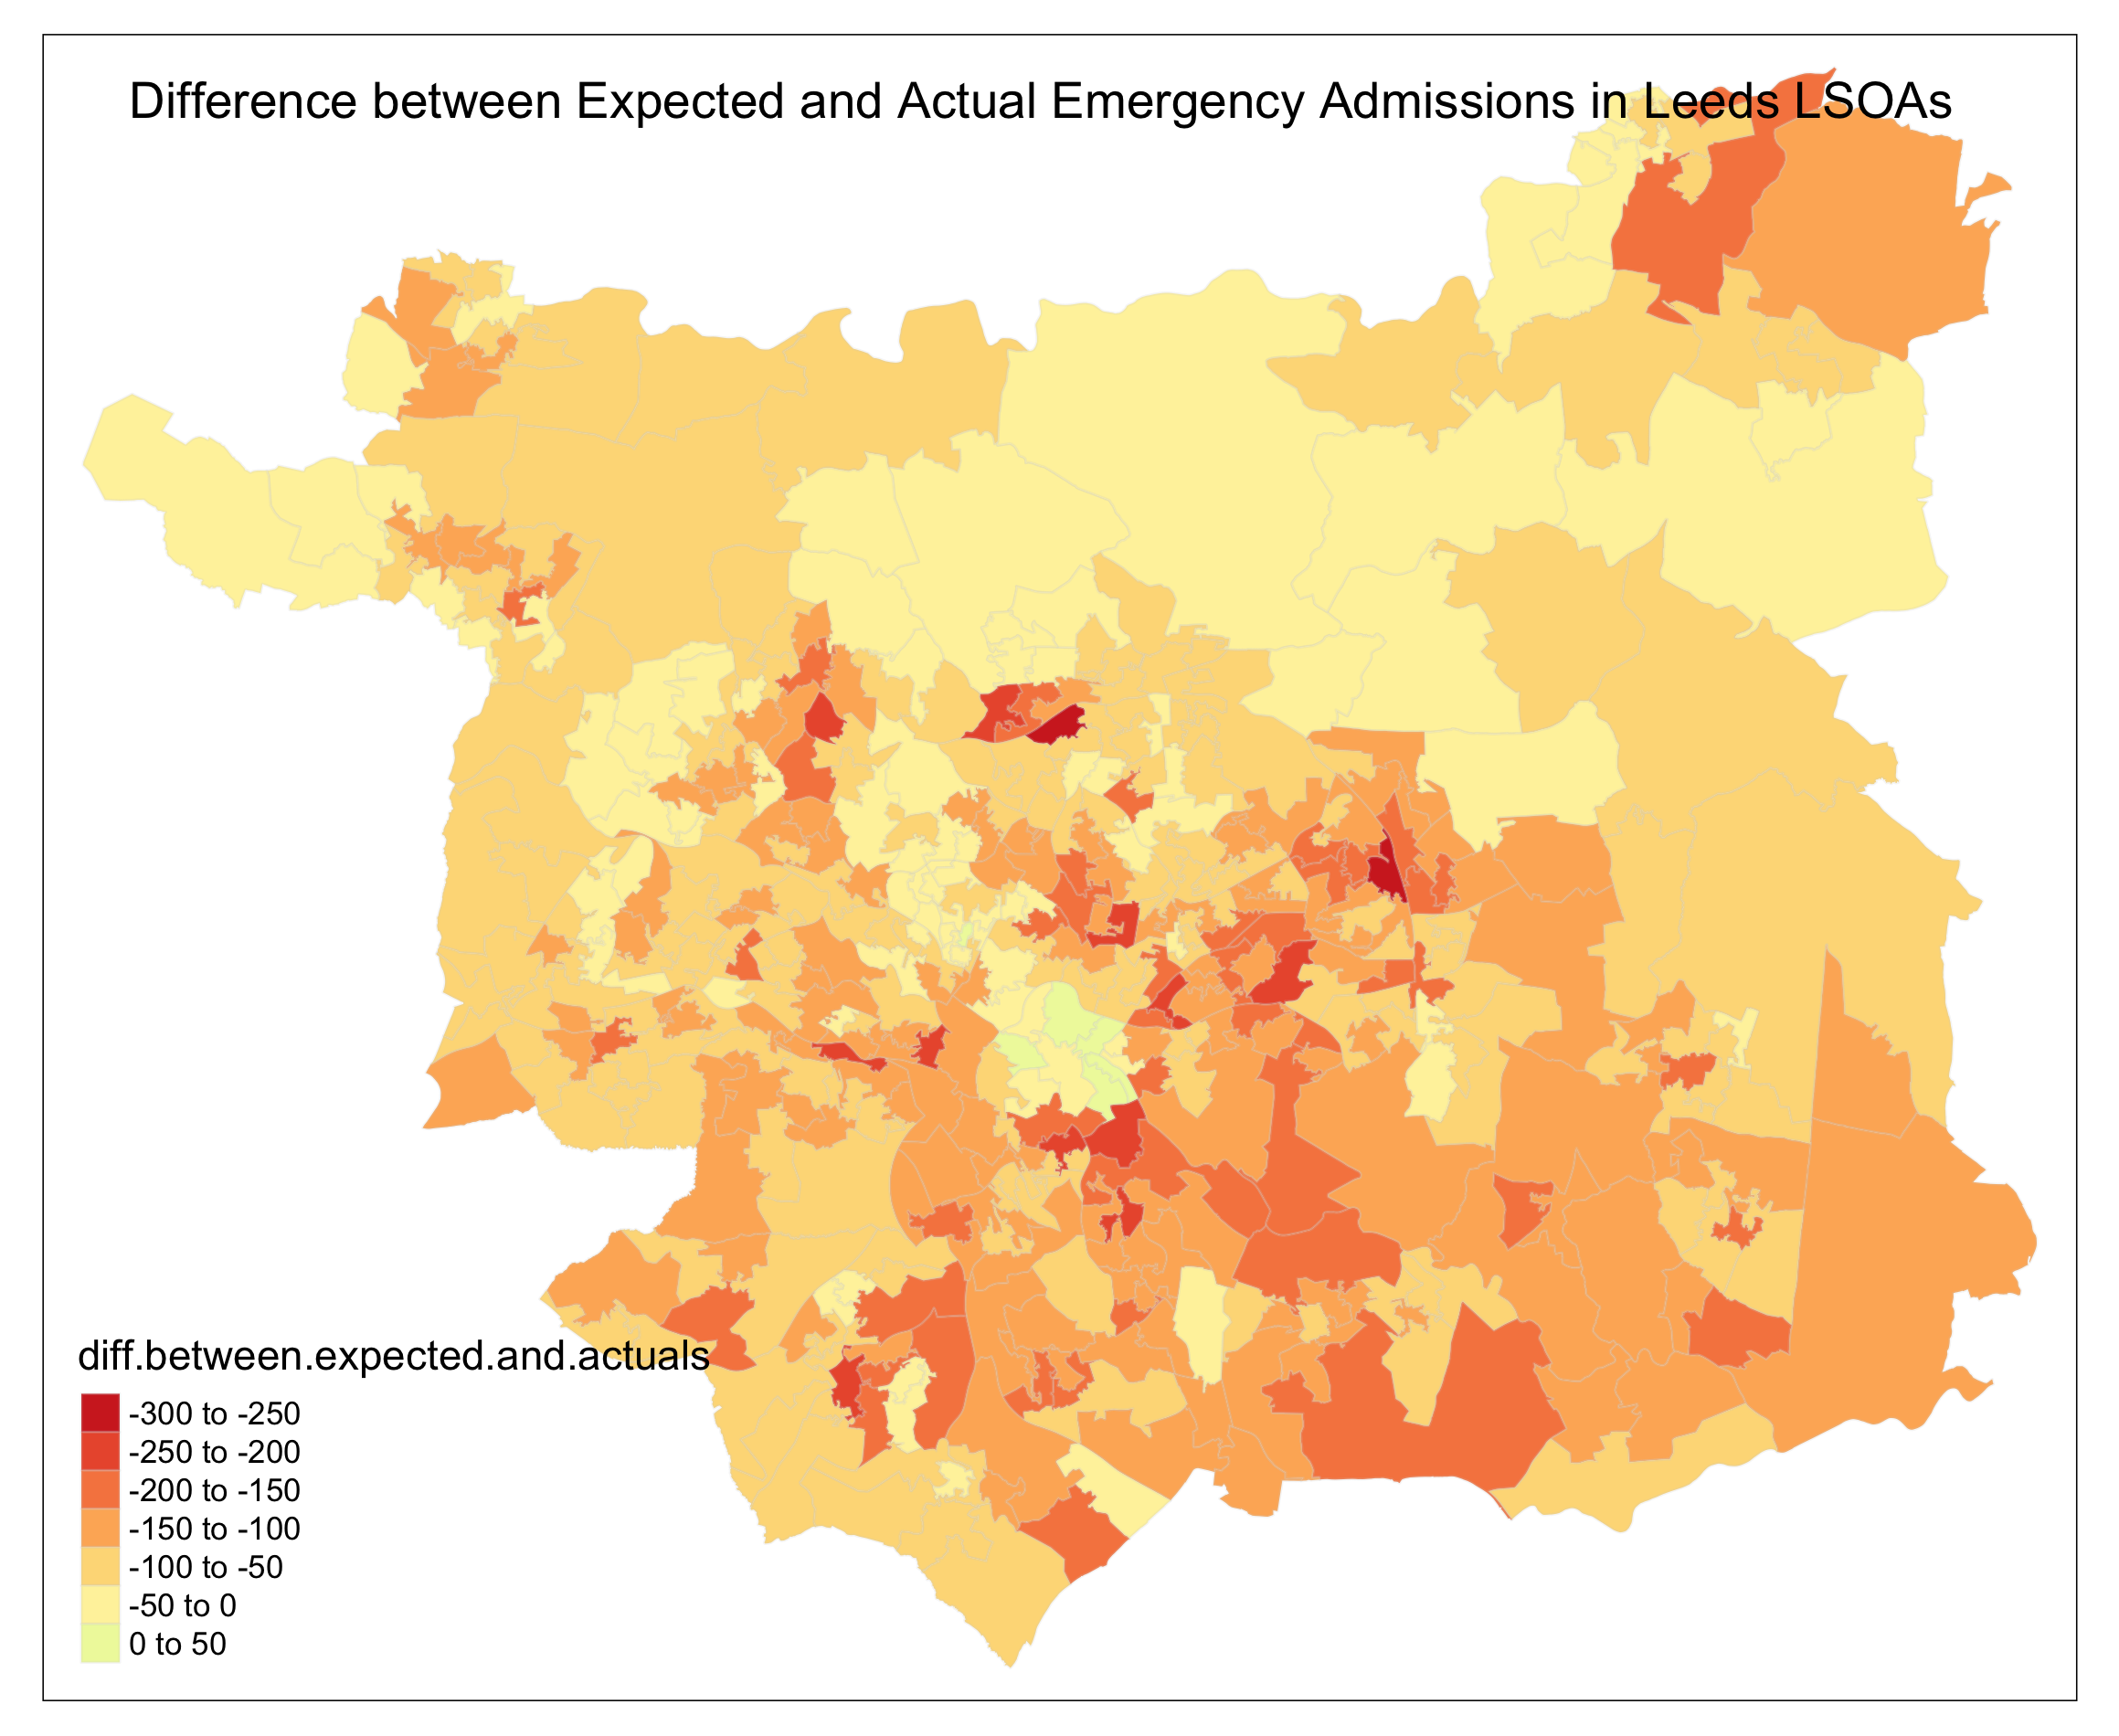 Difference between Expected and Actual Emergency Admissions in Leeds LSOAs
diff.between.expected.and.actuals
-300 to -250
-250 to -200
-200 to -150
-150 to -100
-100 to -50
-50 to 0
0 to 50